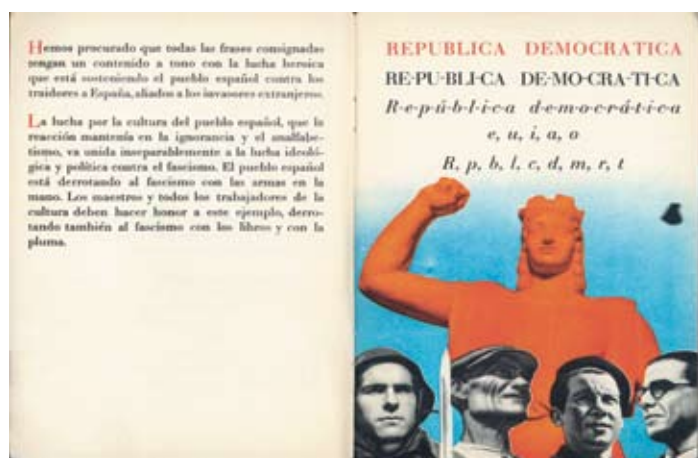 Hemos procurado que todas las frases consignadas
tengan un contenido a tono con la lucha heroica
que está sosteniendo el pueblo español contra los
traidores a España, aliados a los invasores extranjeros.
La lucha por la cultura del pueblo español, que la
reacción mantenía en la ignorancia y el analfabe-
tismo, va unida inseparablemente a la lucha ideoló-
gica y política contra el fascismo. El pueblo español
está derrotando al fascismo con las armas en la
mano. Los maestros y todos los trabajadores de la
cultura deben hacer honor a este ejemplo, derro-
tando también al fascismo con los libros y con la
pluma.
REPUBLICA DEMOCRATICA
RE-PU-BLI-CA DE-MO-CRA-TI-CA
R-e-p-ú-b-l-i-c-a d-e-m-o-c-r-á-t-i-c-a
e, u, i, a, o
R, p, b, l, c, d, m, r, t